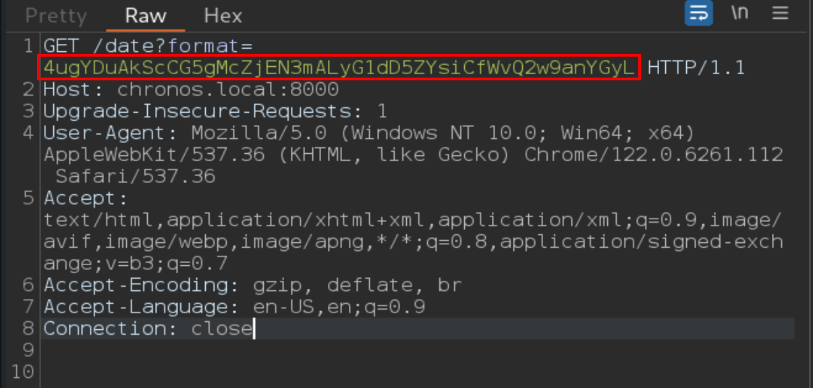 Pretty Raw Hex \n
1 GET /date?format=
4ugYDuAkScCG5gMcZjEN3mALyG1dD5ZYsiCfWvQ2w9anYGyL HTTP/1.1
2 Host: chronos.local:8000
3 Upgrade-Insecure-Requests: 1
4 User-Agent: Mozilla/5.0 (Windows NT 10.0; Win64; x64)
AppleWebKit/537.36 (KHTML, like Gecko) Chrome/122.0.6261.112
Safari/537.36
5 Accept:
text/html,application/xhtml+xml,application/xml;q=0.9,image/
avif,image/webp,image/apng,*/*;q=0.8,application/signed-exch
ange;v=b3;q=0.7
6 Accept-Encoding: gzip, deflate, br
7 Accept-Language: en-US,en;q=0.9
8 Connection: close
9
10